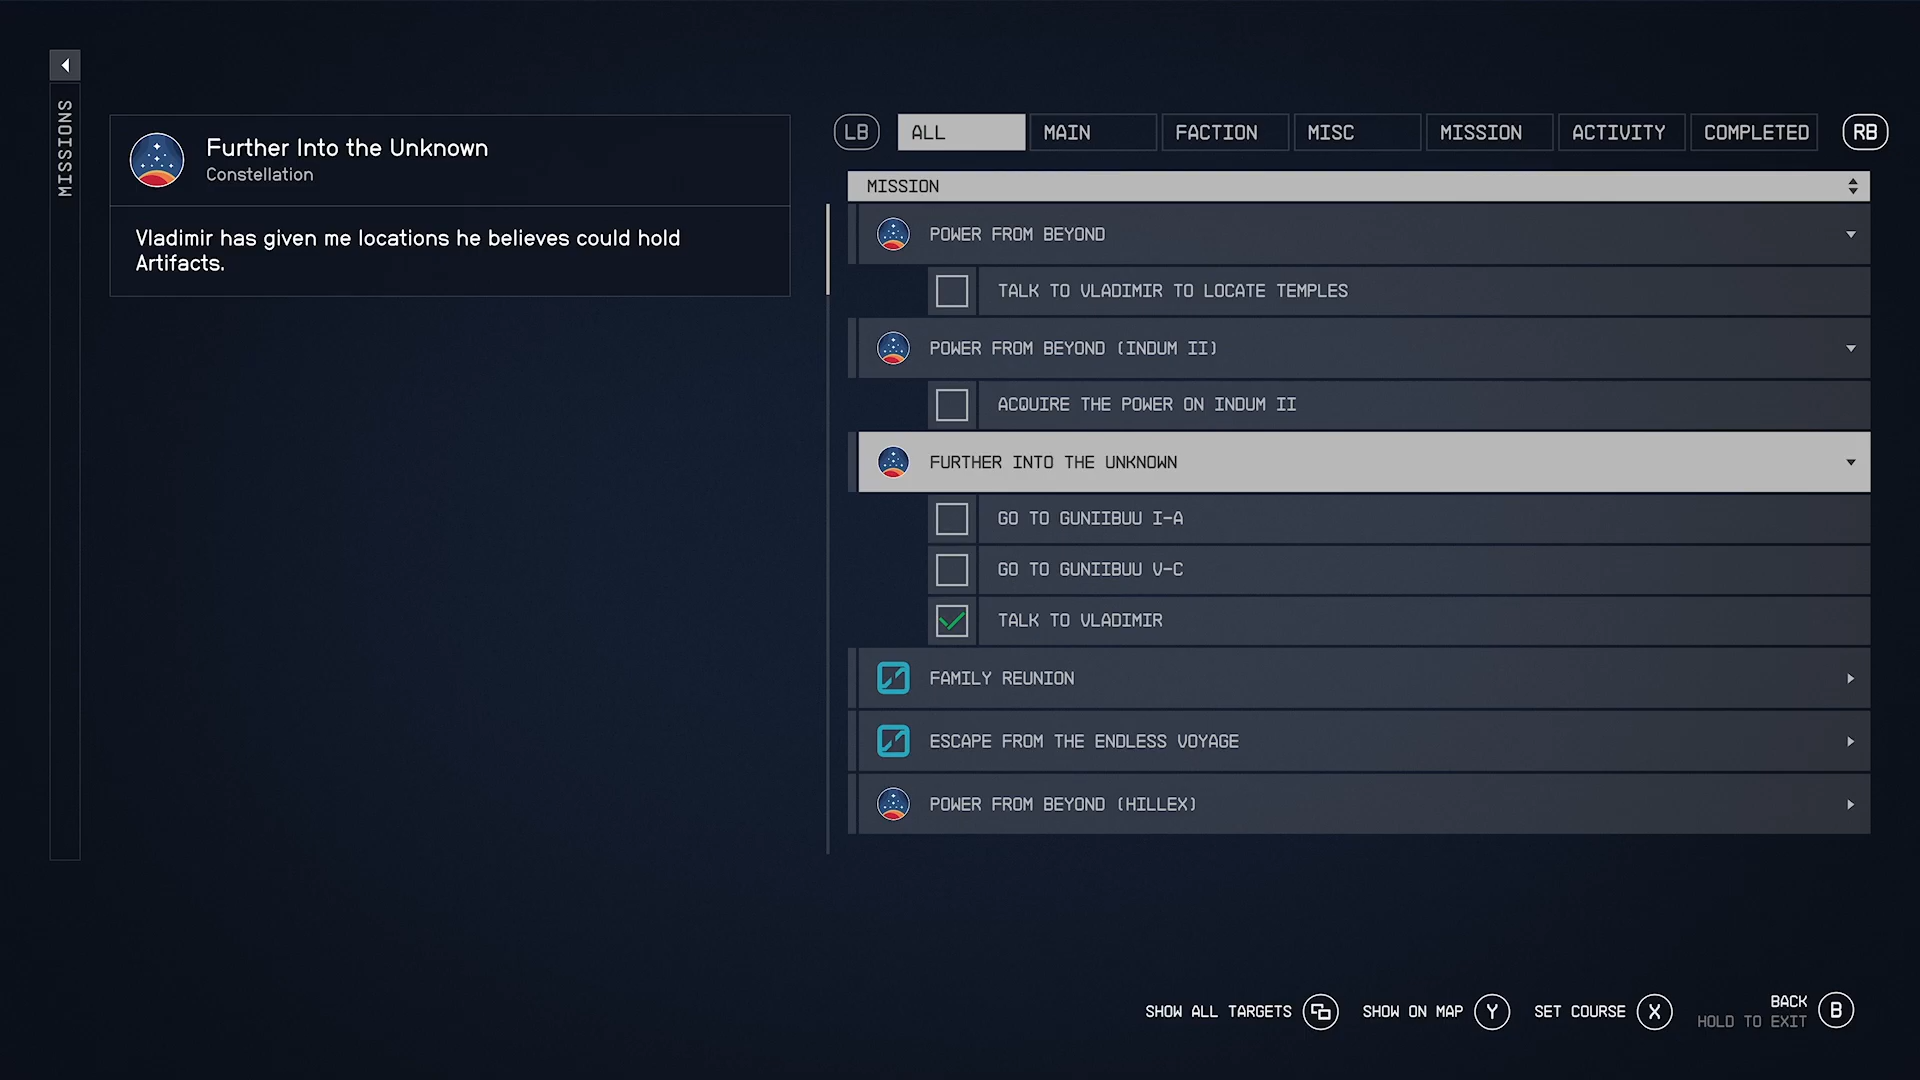 MISSIONS
Further Into the Unknown
Constellation
Vladimir has given me locations he believes could hold
Artifacts.
LB
ALL
MAIN
FACTION
MISC
MISSION
ACTIVITY
COMPLETED
RB
MISSION
POWER FROM BEYOND
TALK TO VLADIMIR TO LOCATE TEMPLES
POWER FROM BEYOND (INDUM II)
ACQUIRE THE POWER ON INDUM II
FURTHER INTO THE UNKNOWN
GO TO GUNIIBUU I-A
GO TO GUNIIBUU V-C
TALK TO VLADIMIR
FAMILY REUNION
ESCAPE FROM THE ENDLESS VOYAGE
POWER FROM BEYOND (HILLEX)
SHOW ALL TARGETS
SHOW ON MAP Y
SET COURSE X
BACK B
HOLD TO EXIT